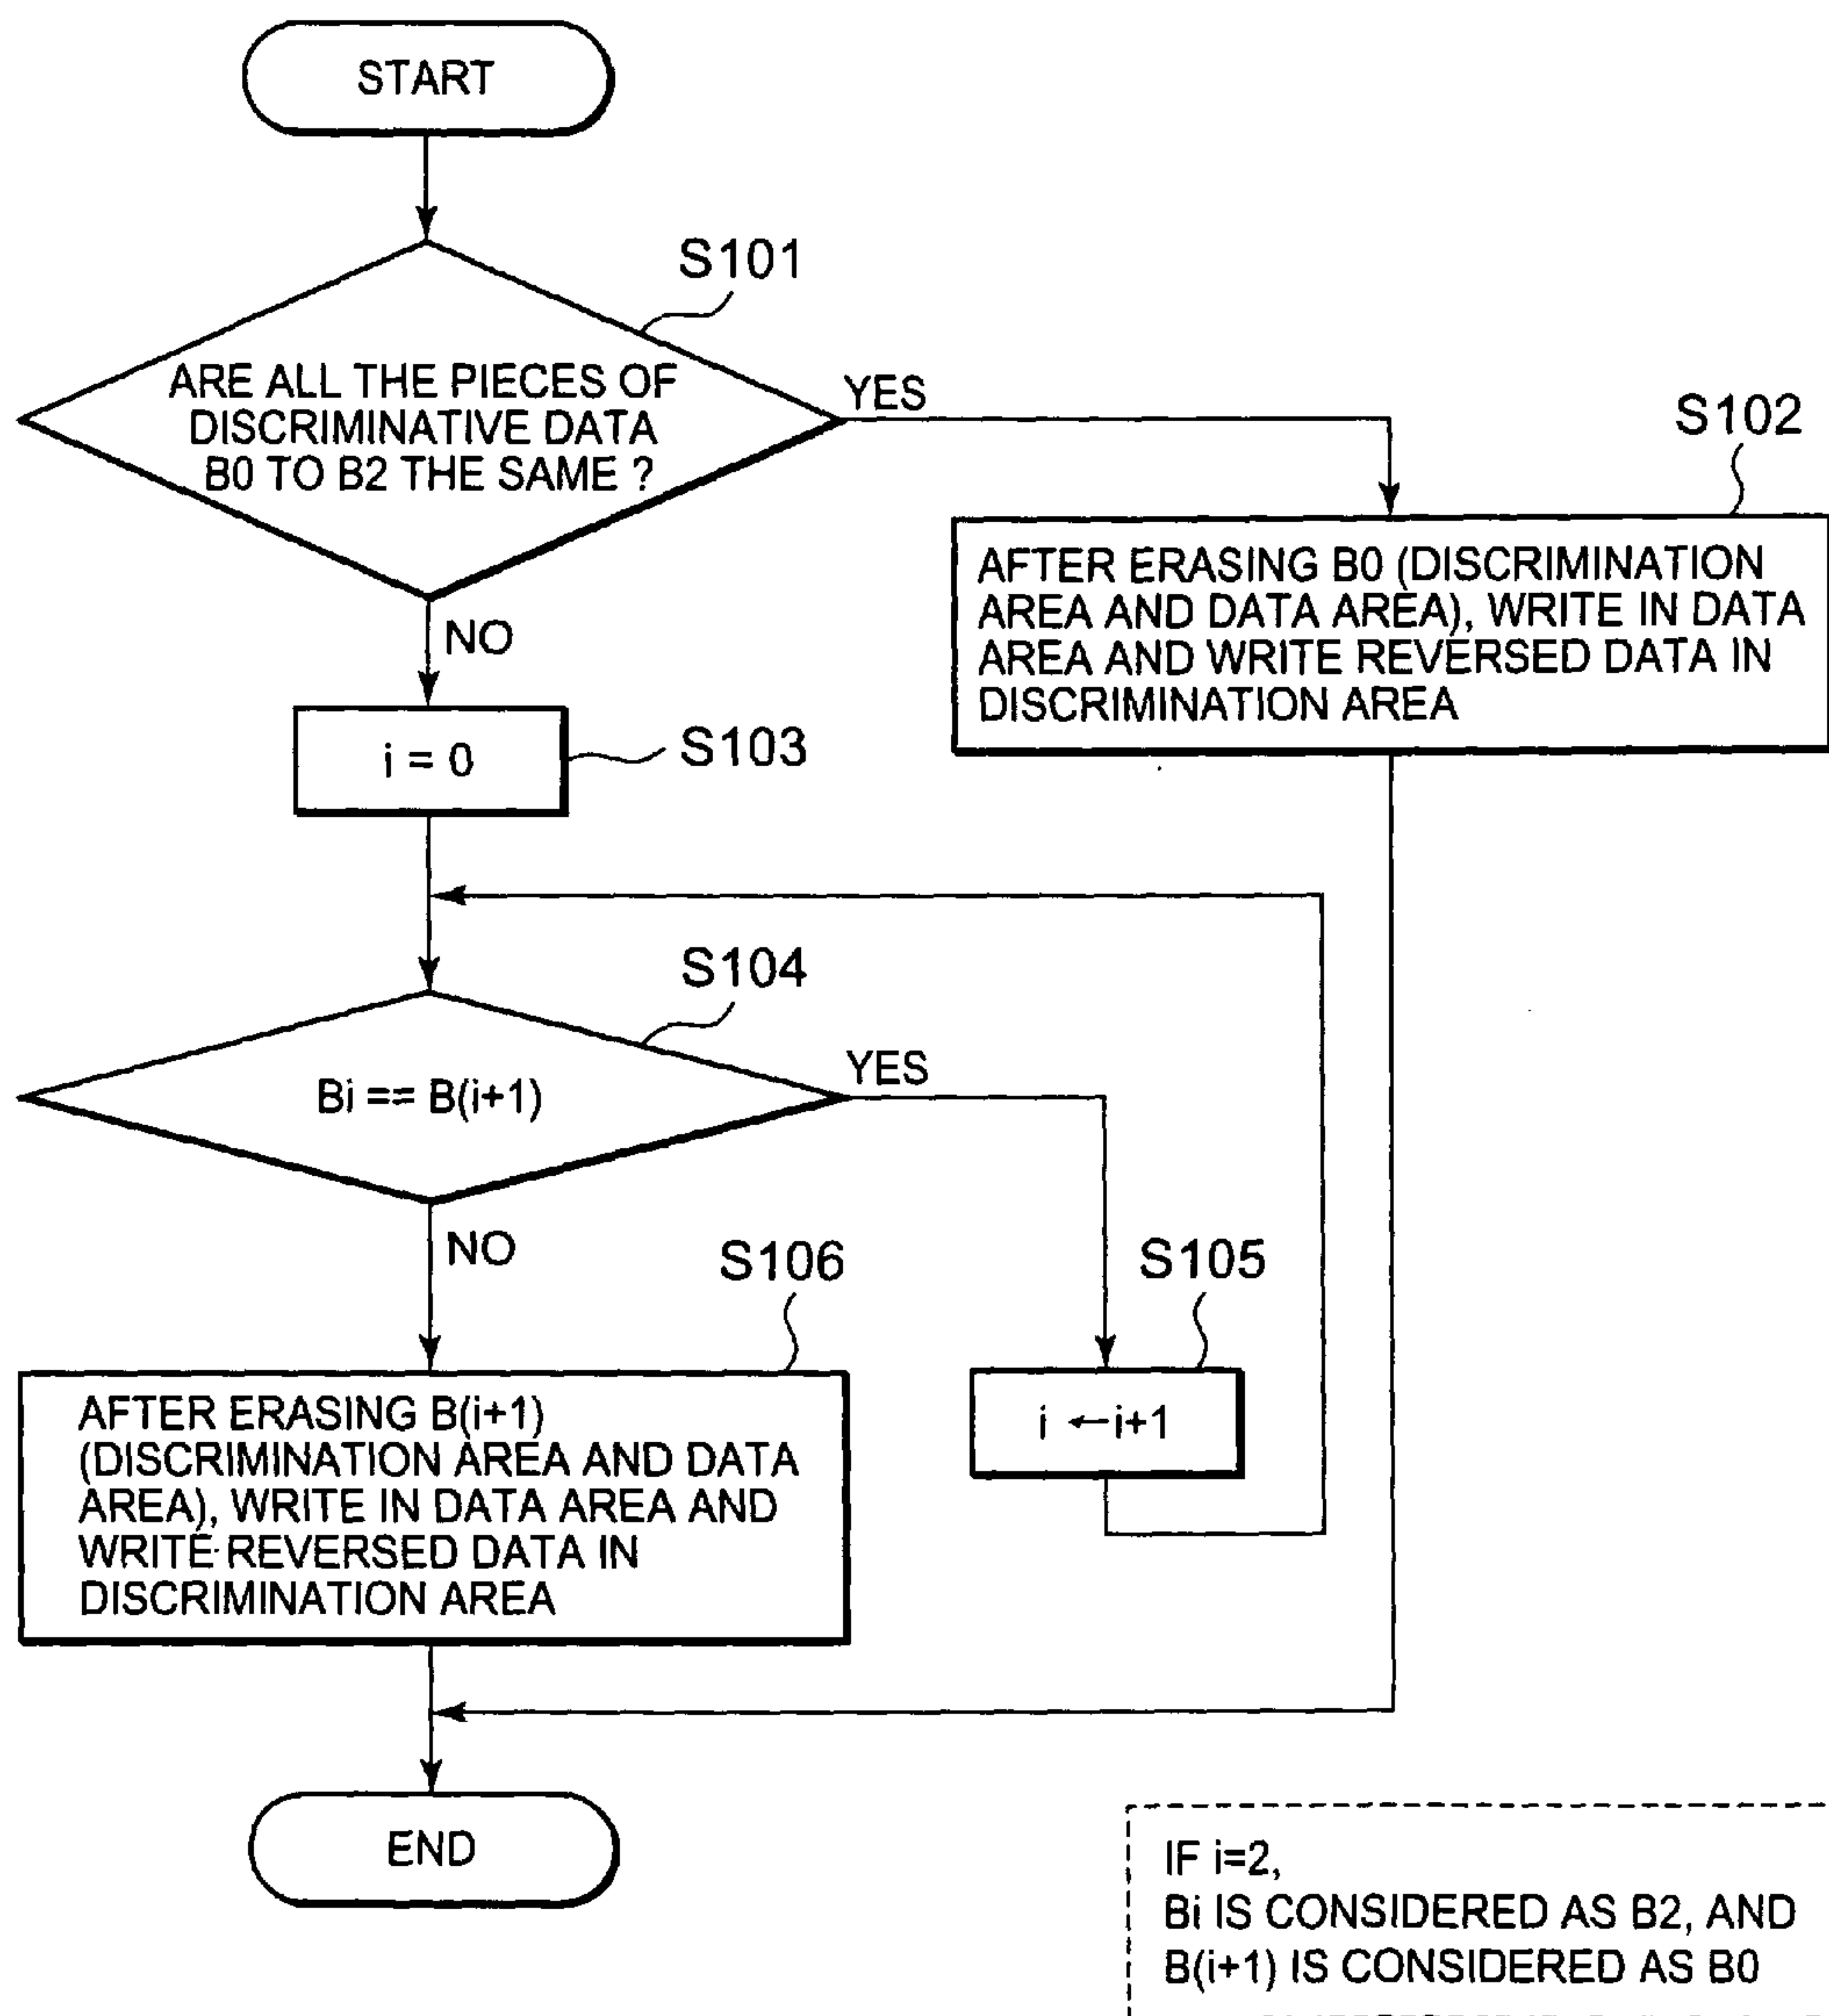 START
S101
ARE ALL THE PIECES OF
DISCRIMINATIVE DATA
B0 TO B2 THE SAME ?
YES
S102
AFTER ERASING B0 (DISCRIMINATION
AREA AND DATA AREA), WRITE IN DATA
AREA AND WRITE REVERSED DATA IN
DISCRIMINATION AREA
NO
i = 0
S103
S104
Bi == B(i+1)
YES
NO
S106
S105
AFTER ERASING B(i+1)
(DISCRIMINATION AREA AND DATA
AREA), WRITE IN DATA AREA AND
WRITE REVERSED DATA IN
DISCRIMINATION AREA
i ←i+1
END
IF i=2,
Bi IS CONSIDERED AS B2, AND
B(i+1) IS CONSIDERED AS B0